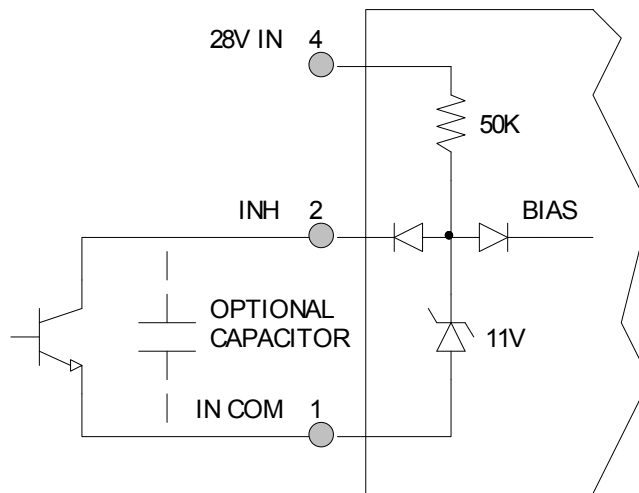 28V IN 4
50K
INH 2
BIAS
OPTIONAL
CAPACITOR
11V
IN COM 1